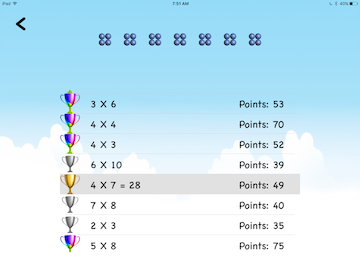 iPad
7:51 AM
40%
3 X 6 Points: 53
4 X 4 Points: 70
4 X 3 Points: 52
6 X 10 Points: 39
4 X 7 = 28 Points: 49
7 X 8 Points: 40
2 X 3 Points: 35
5 X 8 Points: 75